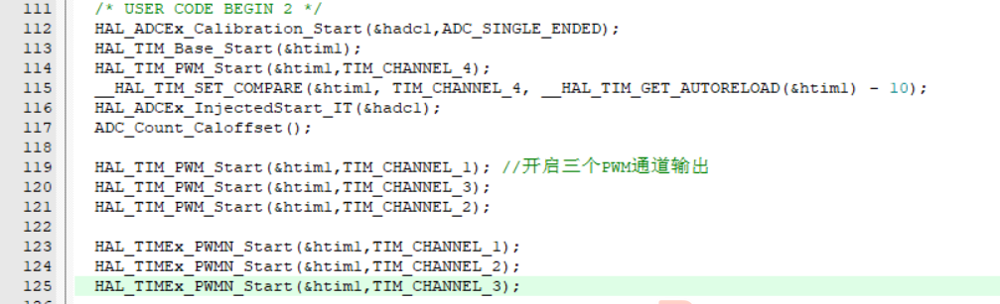 111 /* USER CODE BEGIN 2 */
112 HAL_ADCEx_Calibration_Start(&hadc1,ADC_SINGLE_ENDED);
113 HAL_TIM_Base_Start(&htim1);
114 HAL_TIM_PWM_Start(&htim1,TIM_CHANNEL_4);
115 __HAL_TIM_SET_COMPARE(&htim1, TIM_CHANNEL_4, __HAL_TIM_GET_AUTORELOAD(&htim1) - 10);
116 HAL_ADCEx_InjectedStart_IT(&hadc1);
117 ADC_Count_Caloffset();
118
119 HAL_TIM_PWM_Start(&htim1,TIM_CHANNEL_1); //开启三个PWM通道输出
120 HAL_TIM_PWM_Start(&htim1,TIM_CHANNEL_3);
121 HAL_TIM_PWM_Start(&htim1,TIM_CHANNEL_2);
122
123 HAL_TIMEx_PWMN_Start(&htim1,TIM_CHANNEL_1);
124 HAL_TIMEx_PWMN_Start(&htim1,TIM_CHANNEL_2);
125 HAL_TIMEx_PWMN_Start(&htim1,TIM_CHANNEL_3);